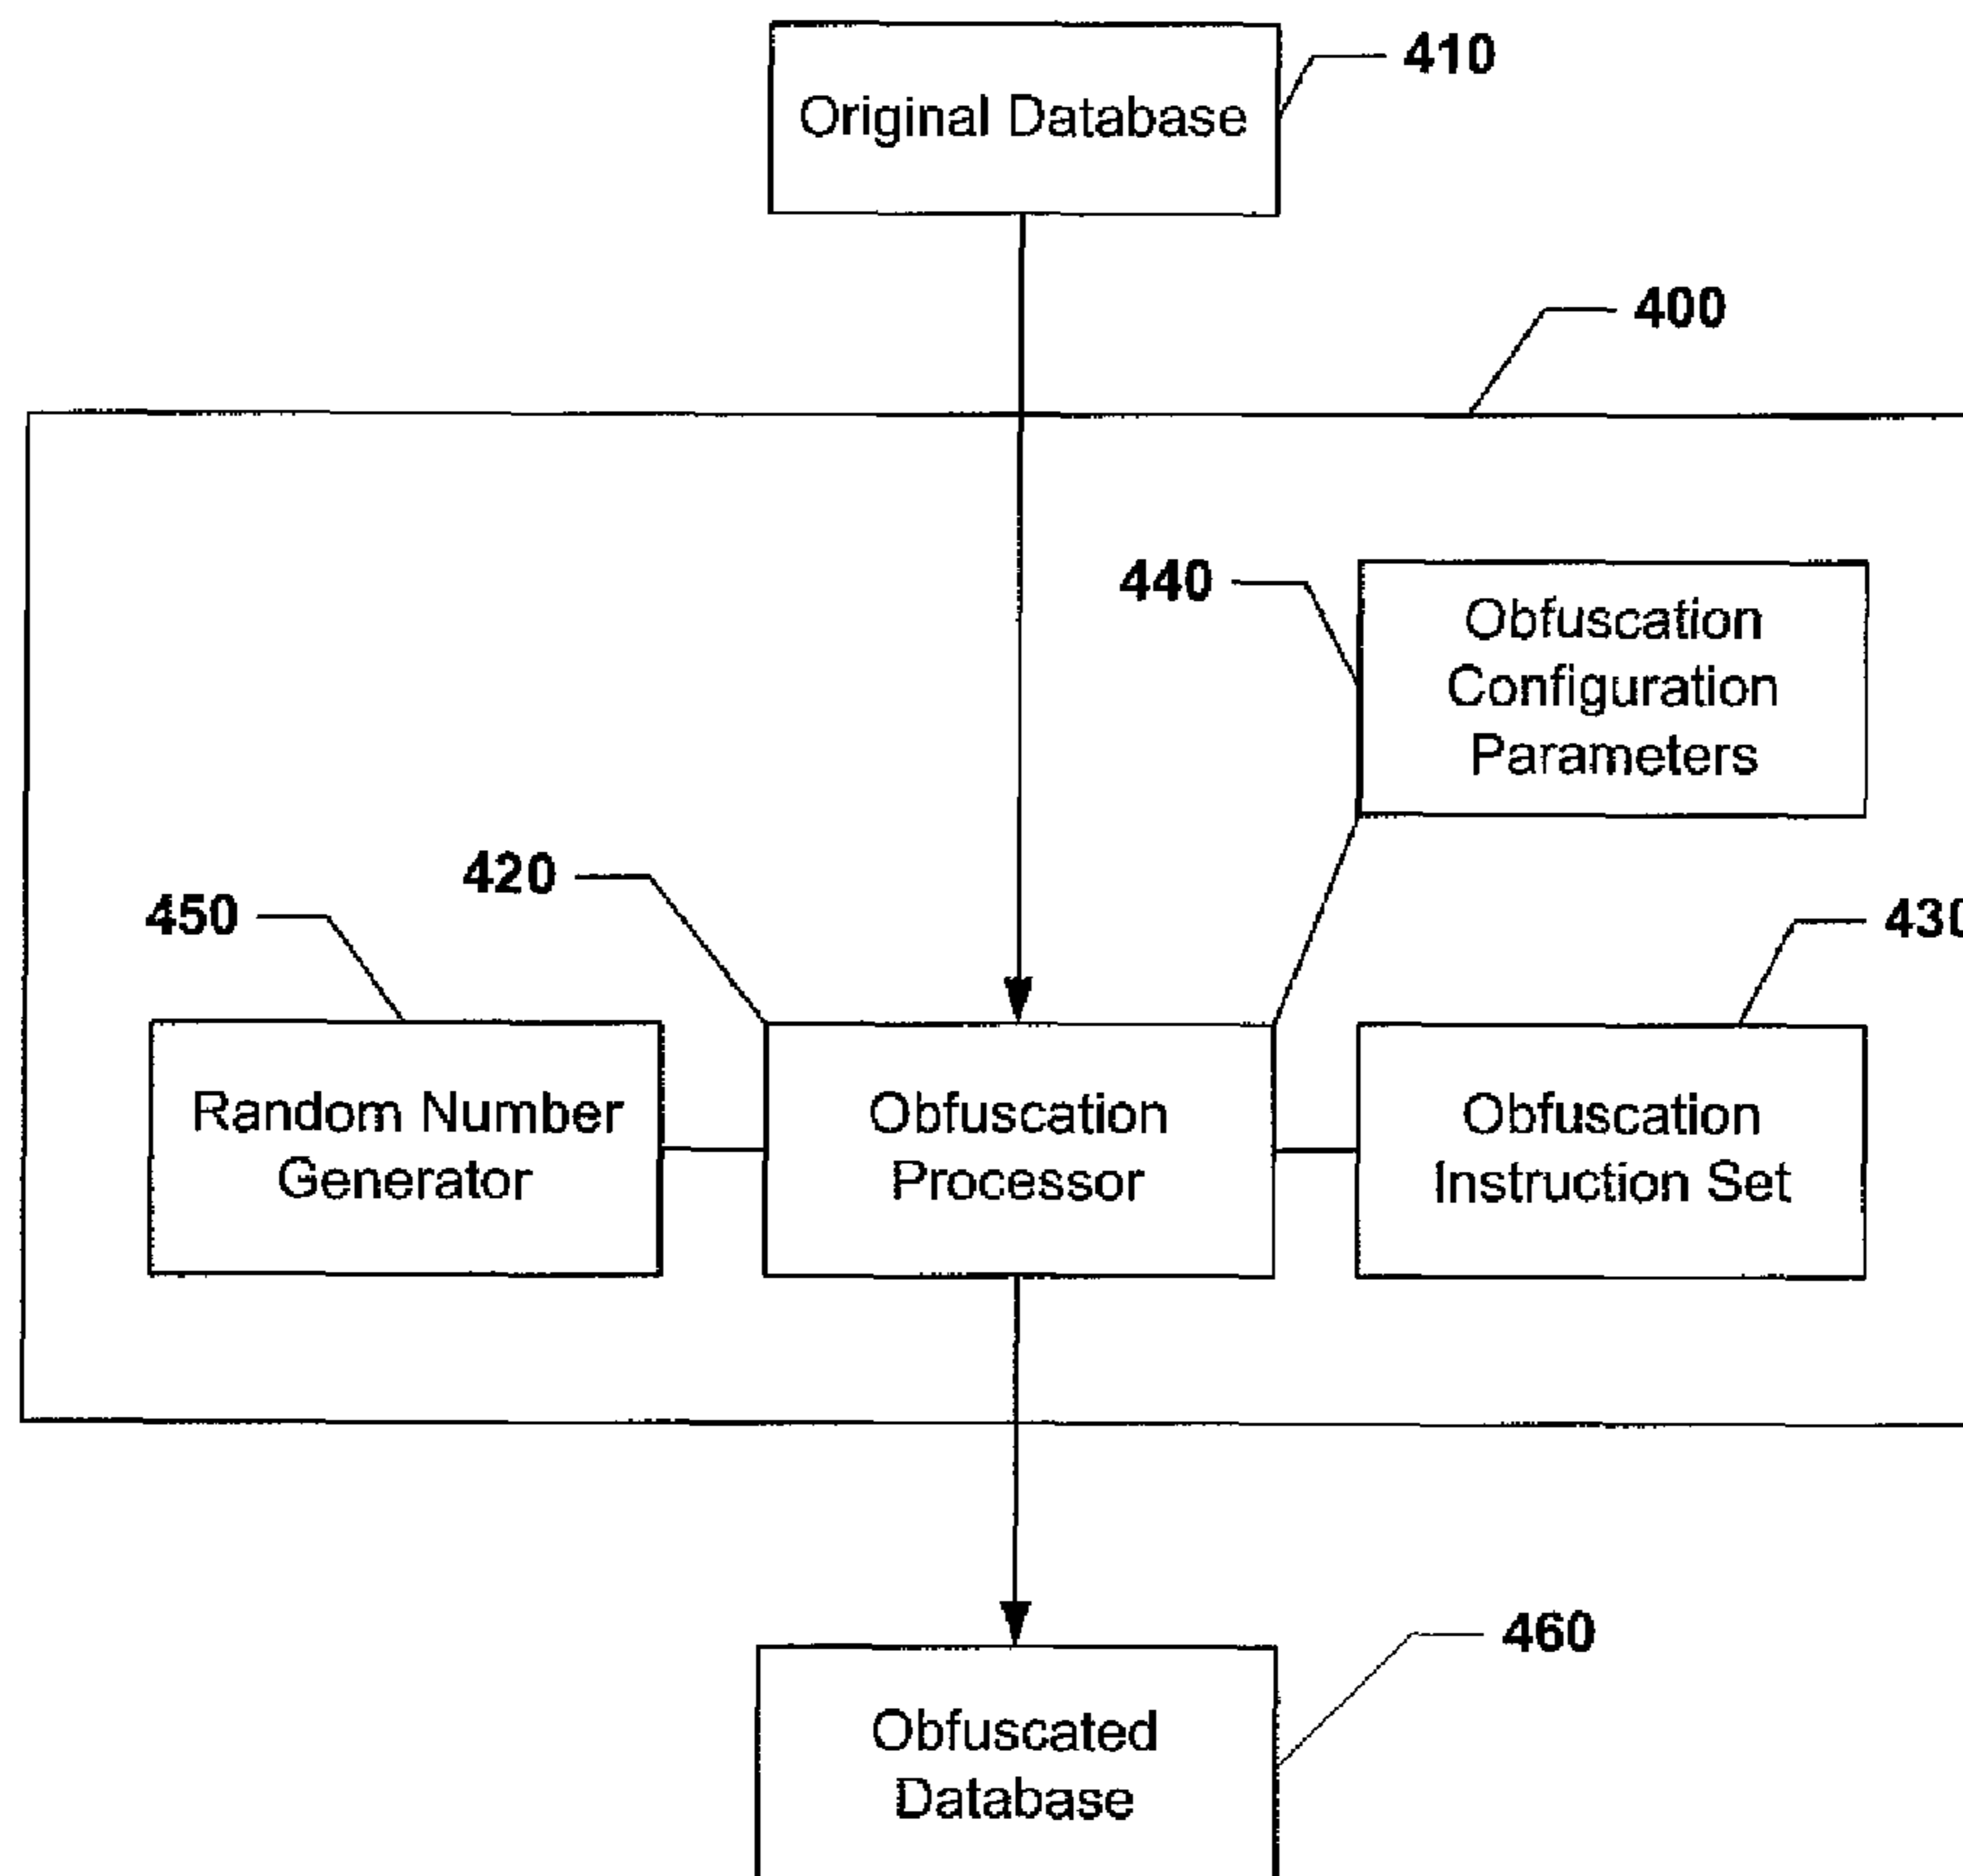 410
Original Database
400
440
Obfuscation
Configuration
Parameters
420
450
430
Random Number
Generator
Obfuscation
Processor
Obfuscation
Instruction Set
460
Obfuscated
Database